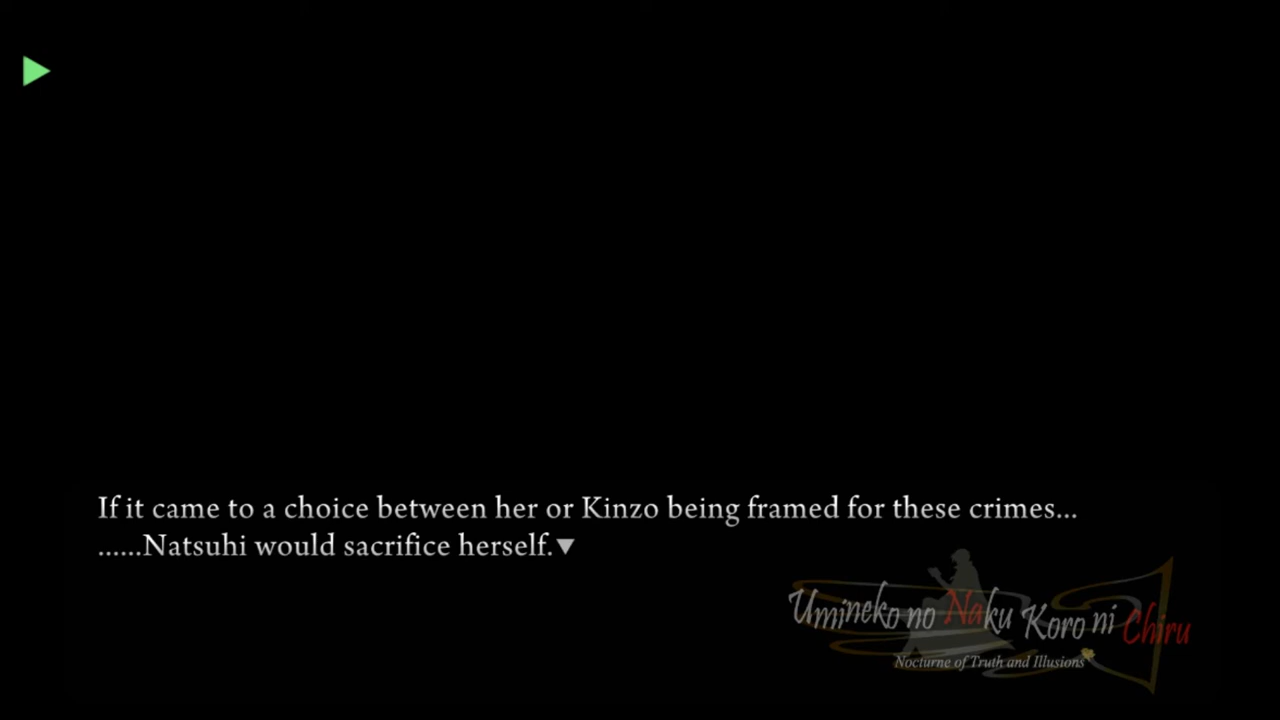 If it came to a choice between her or Kinzo being framed for these crimes...
......Natsuhi would sacrifice herself.
Umineko no Naku Koro ni Chiru
Nocturne of Truth and Illusions